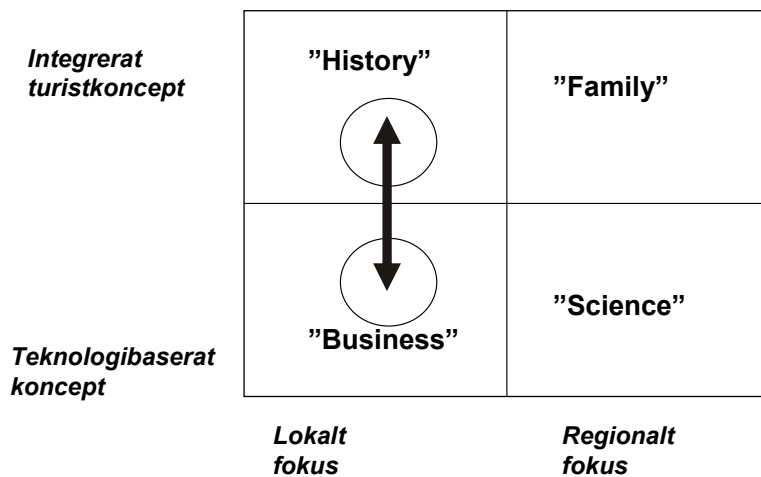 Integrerat
turistkoncept
”History”
”Family”
”Science”
”Business”
Teknologibaserat
koncept
Lokalt
fokus
Regionalt
fokus